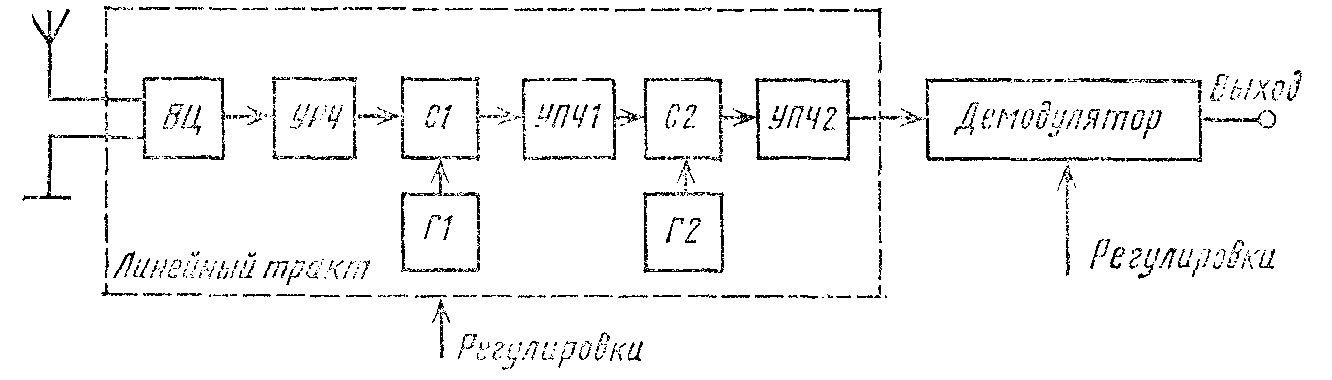 Выход
ВЦ
УРЧ
С1
УПЧ1
С2
УПЧ2
Демодулятор
Г1
Г2
Линейный тракт
Регулировки
Регулировки